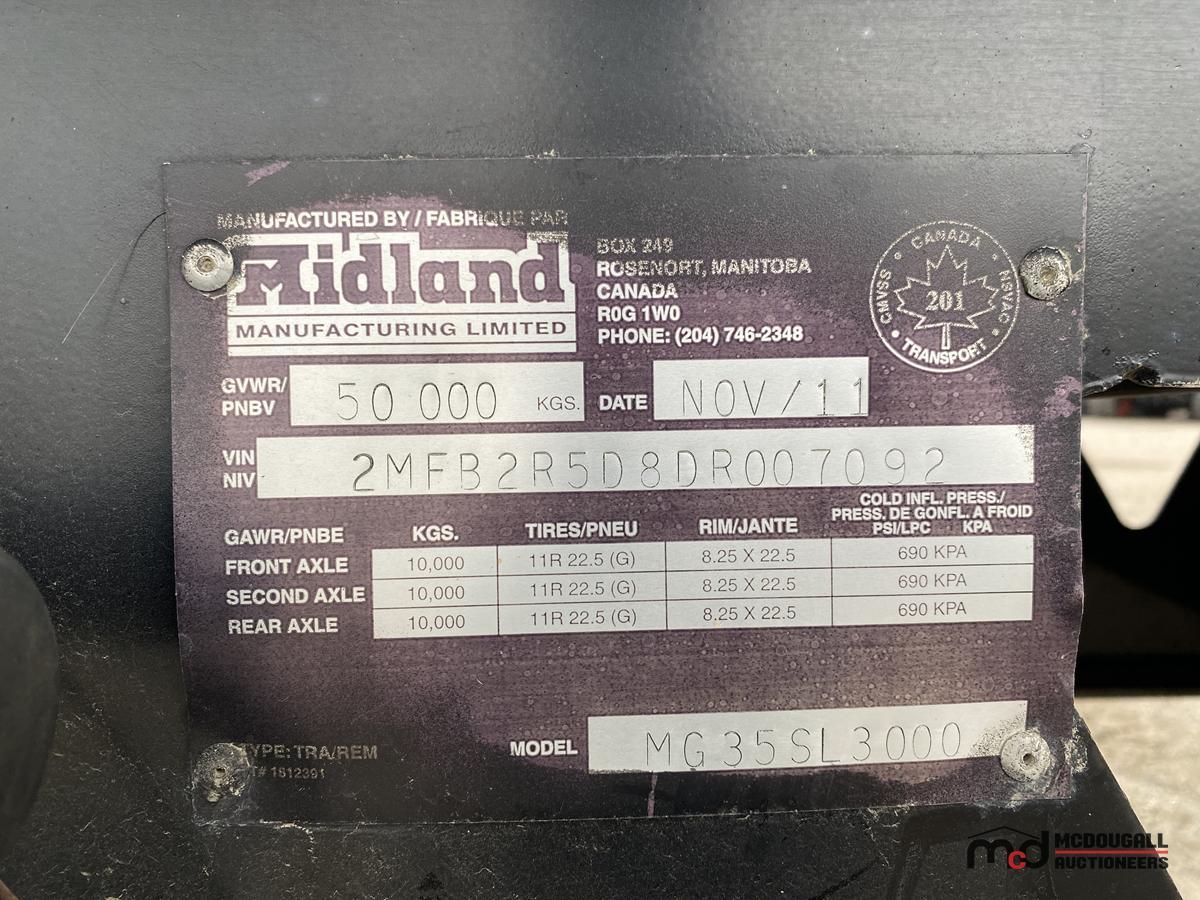 MANUFACTURED BY / FABRIQUE PAR
Midland
MANUFACTURING LIMITED
BOX 249
ROSENORT, MANITOBA
CANADA
R0G 1W0
PHONE: (204) 746-2348
CANADA
CMVSS 201 NSVAC
TRANSPORT
GVWR/ PNBV 50 000 KGS. DATE NOV/11
VIN NIV 2MFB2R5D8DR007092
GAWR/PNBE KGS. TIRES/PNEU RIM/JANTE COLD INFL. PRESS./ PRESS. DE GONFL. A FROID PSI/LPC KPA
FRONT AXLE 10,000 11R 22.5 (G) 8.25 X 22.5 690 KPA
SECOND AXLE 10,000 11R 22.5 (G) 8.25 X 22.5 690 KPA
REAR AXLE 10,000 11R 22.5 (G) 8.25 X 22.5 690 KPA
TYPE: TRA/REM
1612391
MODEL MG35SL3000
mcd MCDOUGALL
AUCTIONEERS